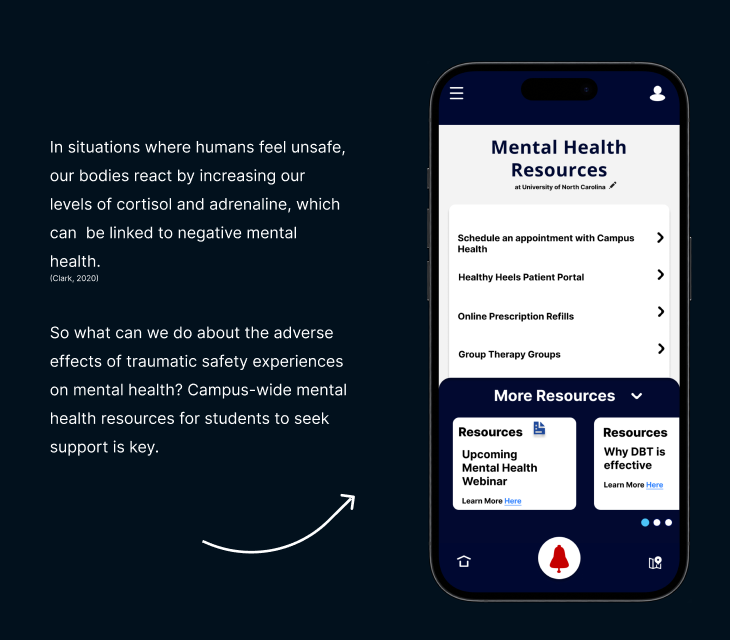 In situations where humans feel unsafe,
our bodies react by increasing our
levels of cortisol and adrenaline, which
can  be linked to negative mental
health.
(Clark, 2020)
So what can we do about the adverse
effects of traumatic safety experiences
on mental health? Campus-wide mental
health resources for students to seek
support is key.
Mental Health
Resources
at University of North Carolina
Schedule an appointment with Campus
Health
Healthy Heels Patient Portal
Online Prescription Refills
Group Therapy Groups
More Resources
Resources
Upcoming
Mental Health
Webinar
Learn More Here
Resources
Why DBT is
effective
Learn More Here